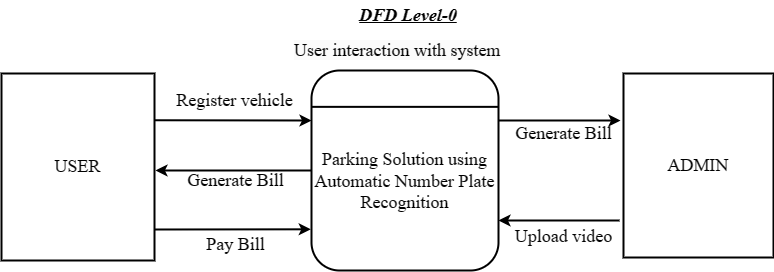 DFD Level-0
User interaction with system
Register vehicle
Generate Bill
USER
Parking Solution using
Automatic Number Plate
Recognition
ADMIN
Generate Bill
Pay Bill
Upload video